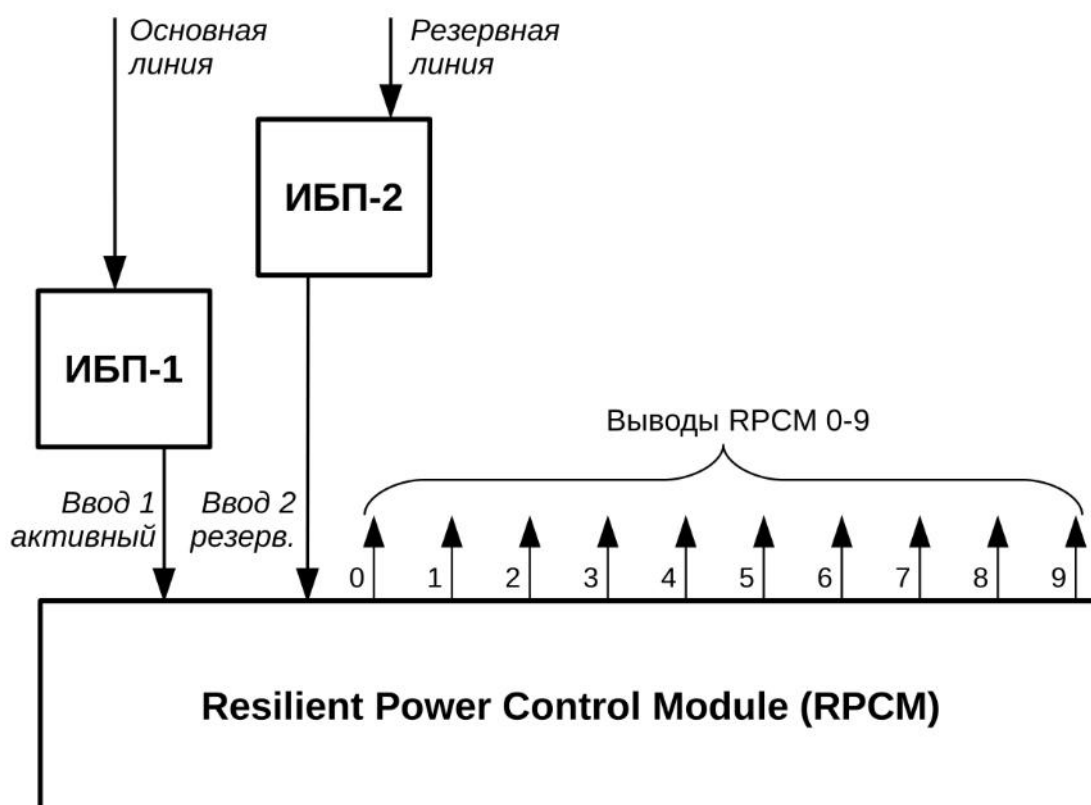 Основная
линия
Резервная
линия
ИБП-2
ИБП-1
Выводы RPCM 0-9
Ввод 1
активный
Ввод 2
резерв.
0 1 2 3 4 5 6 7 8 9
Resilient Power Control Module (RPCM)